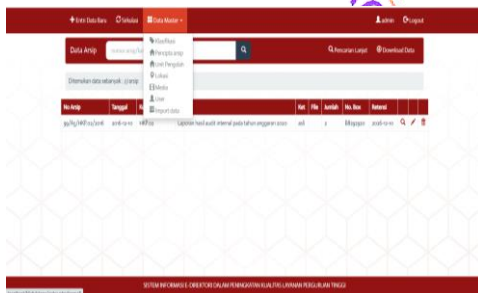 Entri Data Baru Sirkulasi Data Master admin Logout
Data Arsip Pencarian Lanjut Download Data
Klasifikasi
Pencipta arsip
Unit Pengolah
Lokasi
Media
User
Import data
Ditemukan data sebanyak : 1 arsip
No Arsip Tanggal Ket File Jumlah No. Box Retensi
Laporan hasil audit internal pada tahun anggaran 2020 asli 1
SISTEM INFORMASI E-DIREKTORI DALAM PENINGKATAN KUALITAS LAYANAN PERGURUAN TINGGI